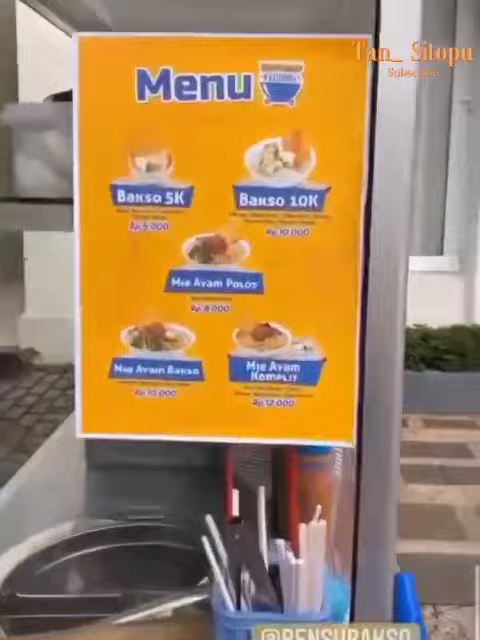 Tan_ Sitopu
Subscribe
Menu
Bakso 5K
Rp 5.000
Bakso 10K
Rp 10.000
Mie Ayam Polos
Rp 8.000
Mie Ayam Bakso
Rp 10.000
Mie Ayam
Komplit
Rp 12.000
@BENSUBAKSO